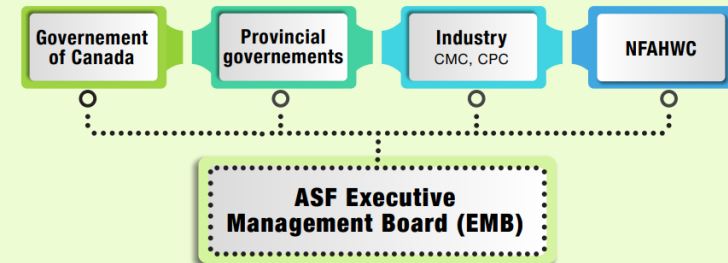 Governement
of Canada
Provincial
governements
Industry
CMC, CPC
NFAHWC
ASF Executive
Management Board (EMB)